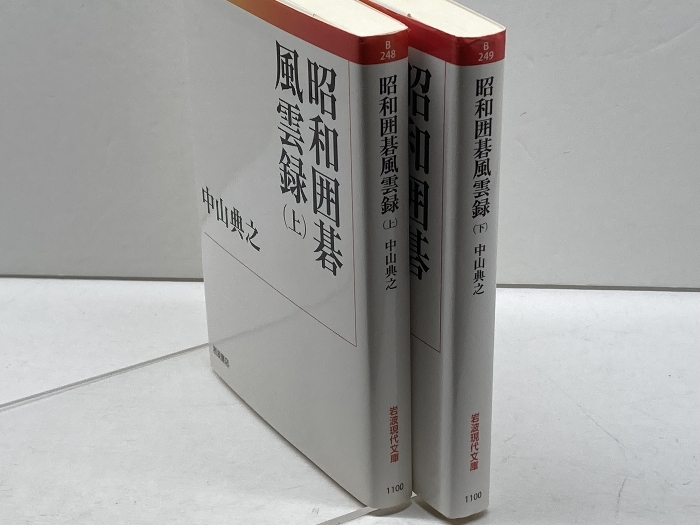 昭和囲碁
風雲録(上)
中山典之
岩波書店
B
248
昭和囲碁風雲録(上) 中山典之
岩波現代文庫
1100
昭和囲碁
B
249
昭和囲碁風雲録(下) 中山典之
岩波現代文庫
1100